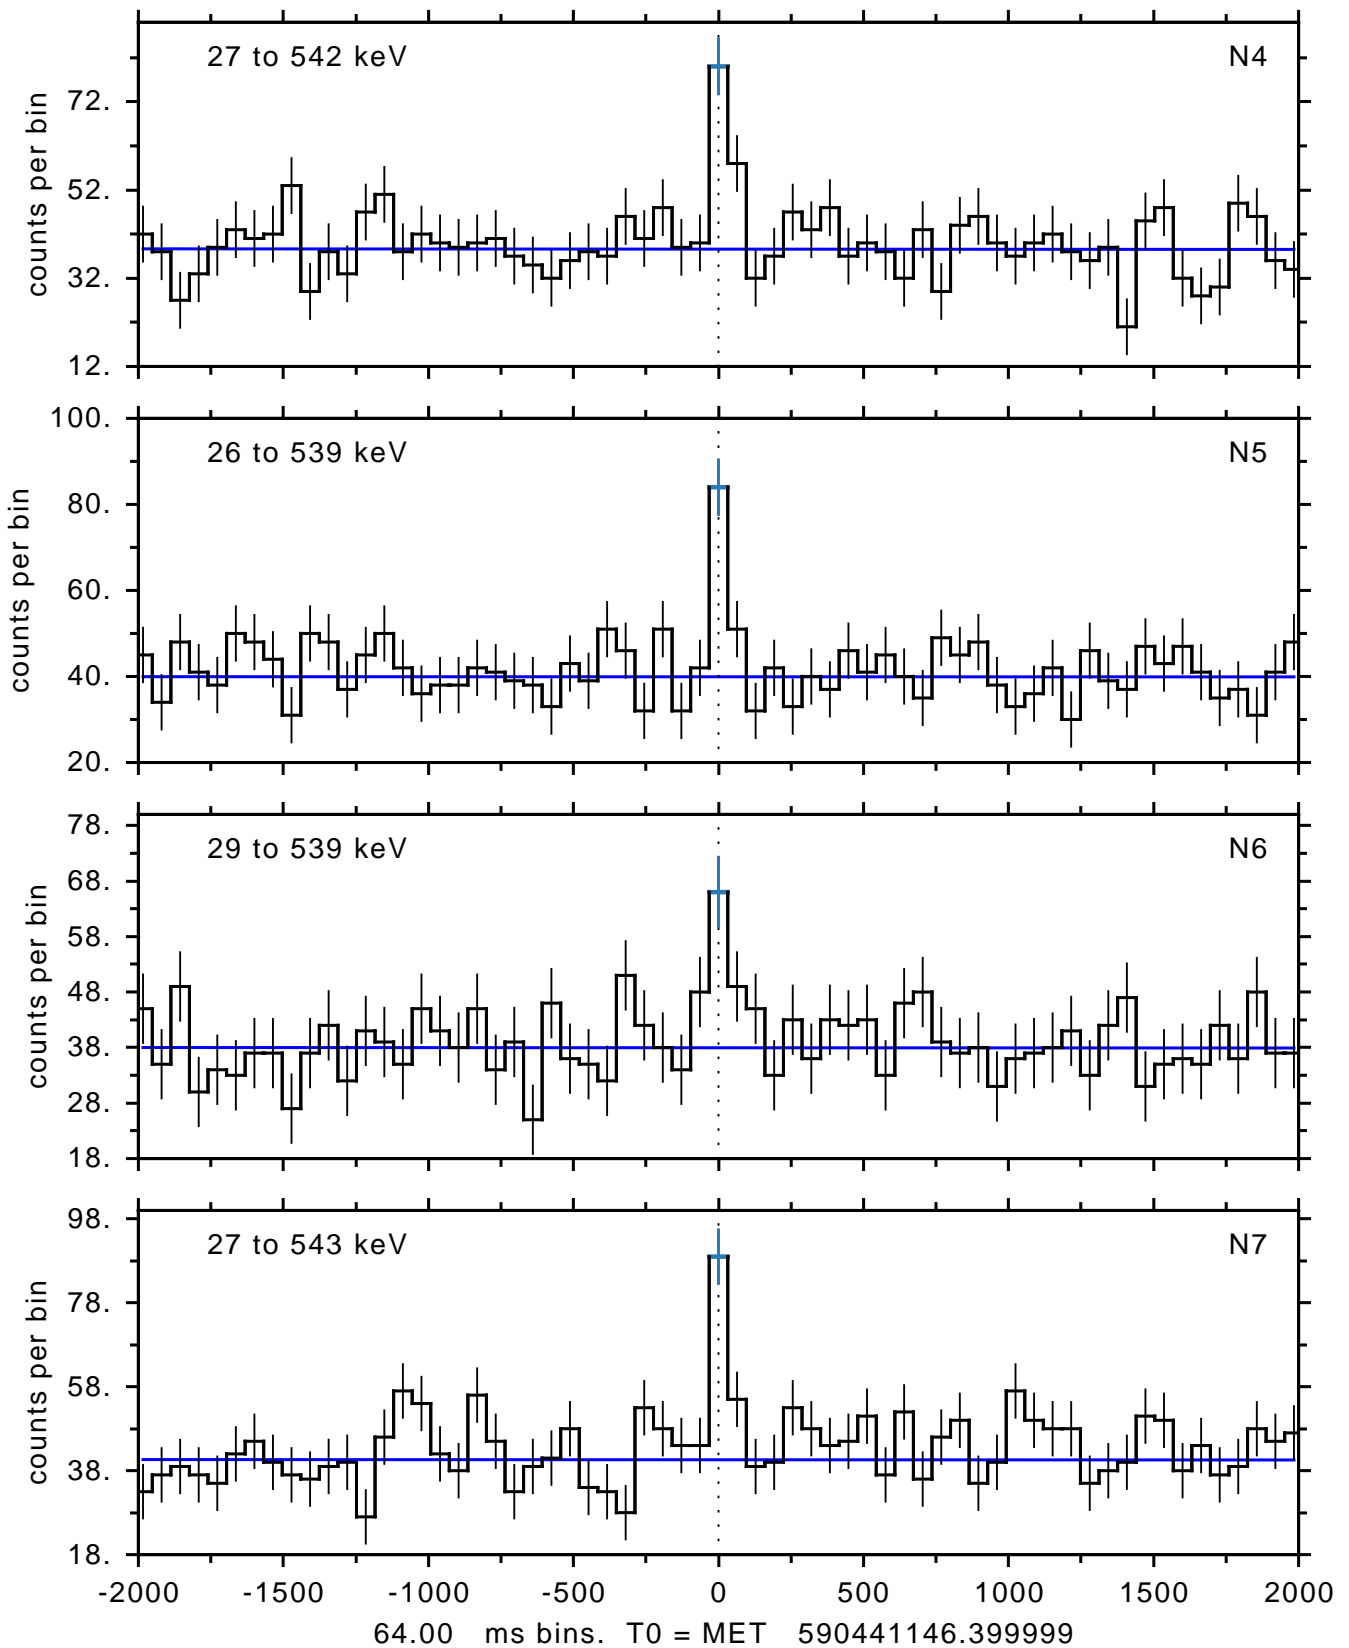 27 to 542 keV N4
counts per bin
72.
52.
32.
12.
26 to 539 keV N5
counts per bin
100.
80.
60.
40.
20.
29 to 539 keV N6
counts per bin
78.
68.
58.
48.
38.
28.
18.
27 to 543 keV N7
counts per bin
98.
78.
58.
38.
18.
-2000 -1500 -1000 -500 0 500 1000 1500 2000
64.00 ms bins. T0 = MET 590441146.399999